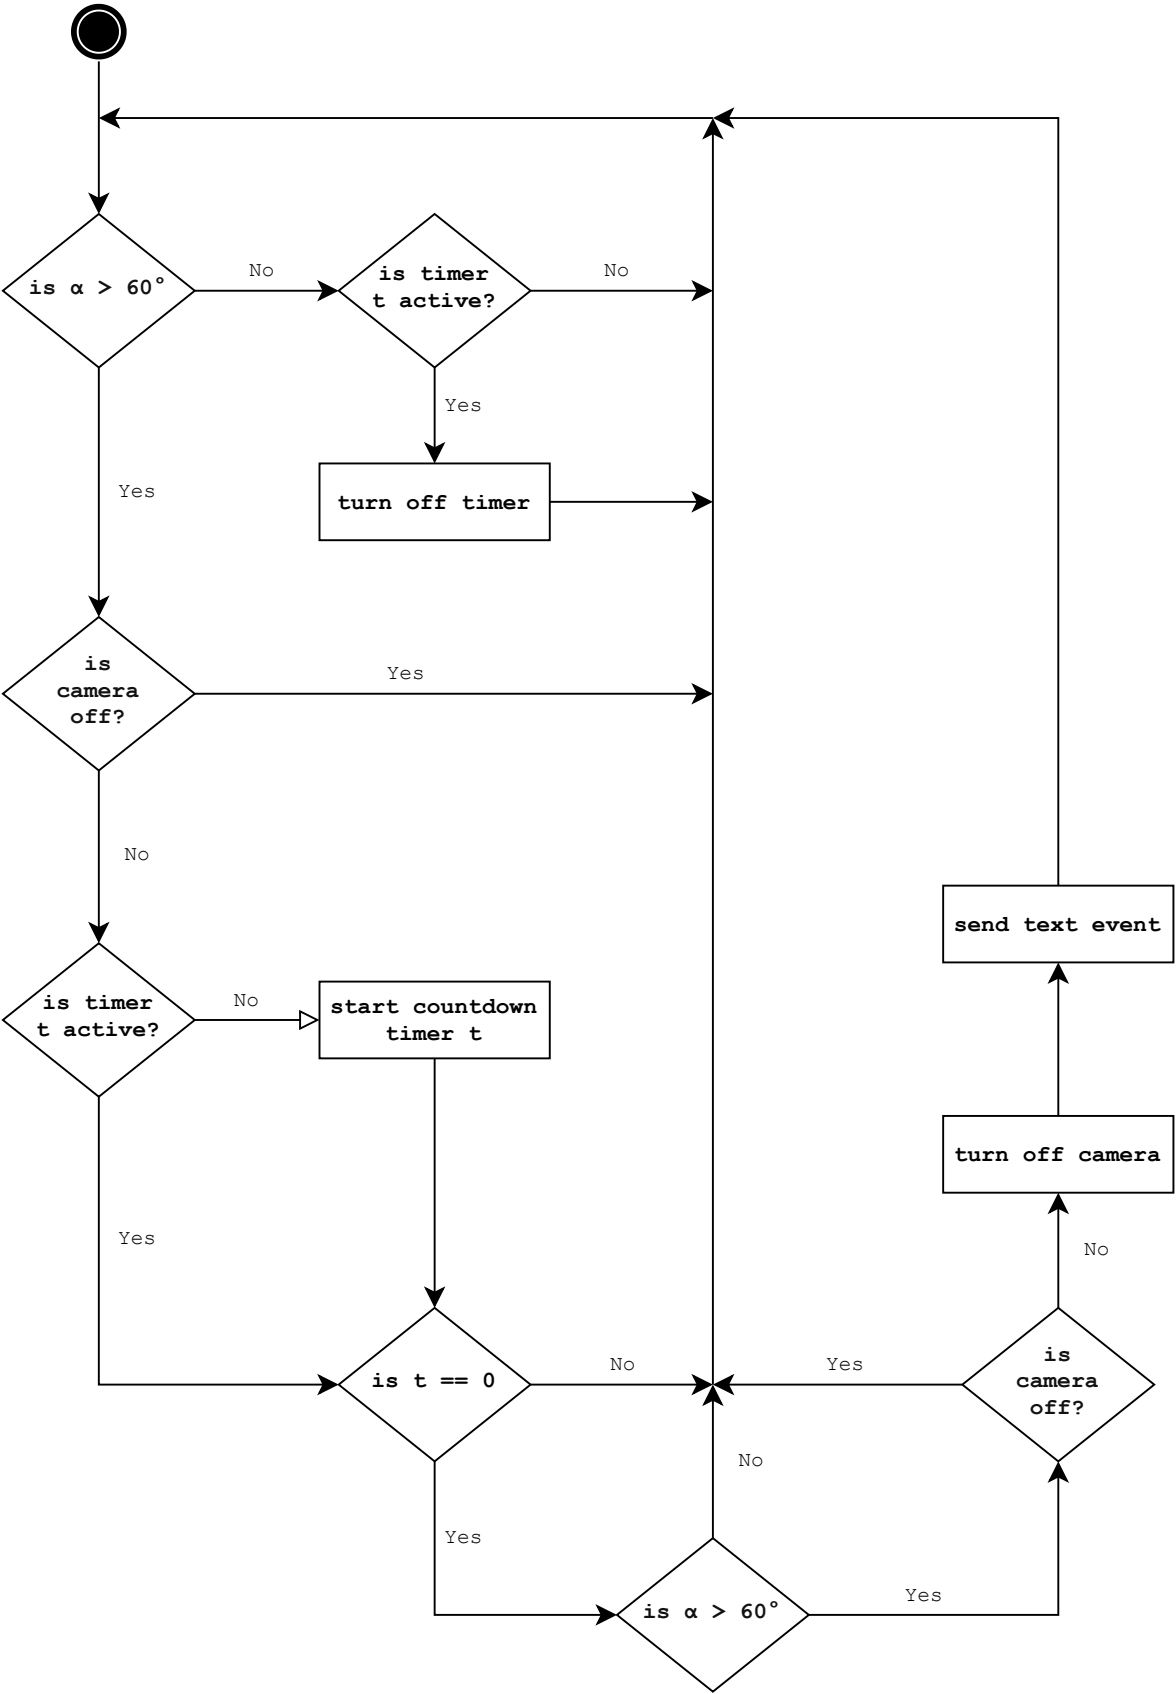 No
No
is α > 60°
is timer
t active?
Yes
Yes
turn off timer
is
camera
off?
Yes
No
send text event
is timer
t active?
No
start countdown
timer t
turn off camera
Yes
No
is t == 0
No
Yes
is
camera
off?
No
Yes
Yes
is α > 60°